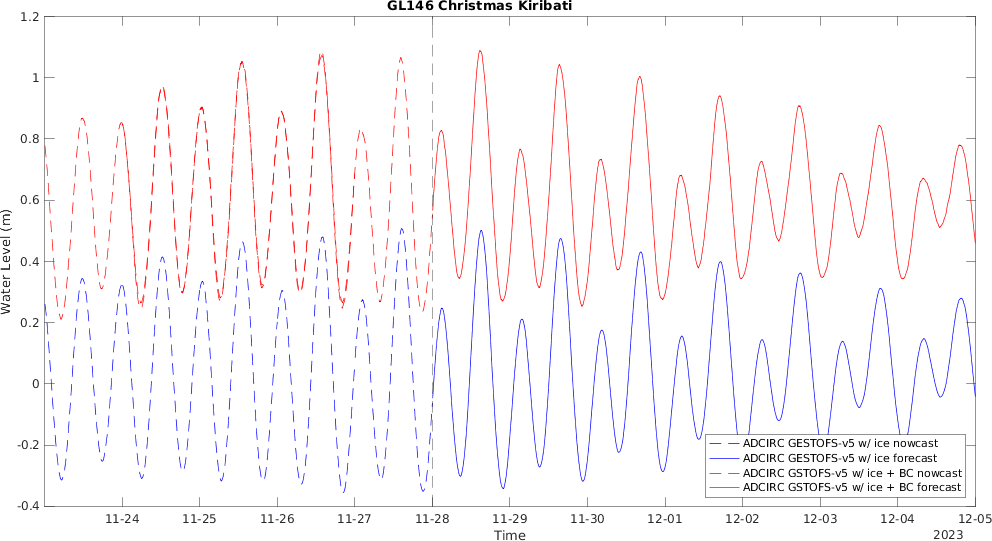 GL146 Christmas Kiribati
1.2
1
0.8
0.6
0.4
0.2
0
-0.2
-0.4
Water Level (m)
ADCIRC GESTOFS-v5 w/ ice nowcast
ADCIRC GESTOFS-v5 w/ ice forecast
ADCIRC GSTOFS-v5 w/ ice + BC nowcast
ADCIRC GSTOFS-v5 w/ ice + BC forecast
11-24 11-25 11-26 11-27 11-28 11-29 11-30 12-01 12-02 12-03 12-04 12-05
Time
2023